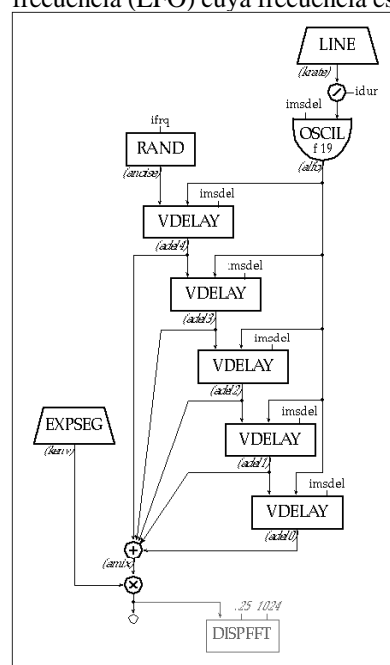 frecuencia (LFO) cuya frecuencia es
LINE
(krate)
idur
imsdel
OSCIL
f 19
(alfo)
ifrq
RAND
(anoise)
imsdel
VDELAY
(adel4)
imsdel
VDELAY
(adel3)
imsdel
VDELAY
(adel2)
imsdel
VDELAY
(adel1)
imsdel
VDELAY
(adel0)
EXPSEG
(kenv)
(amix)
.25 1024
DISPFFT